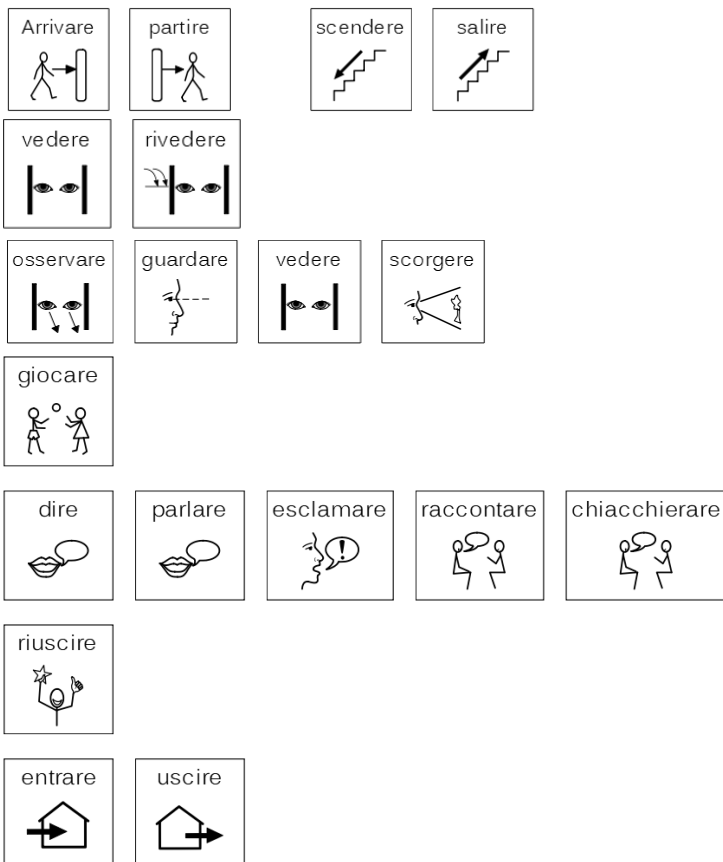 Arrivare partire scendere salire
vedere rivedere
osservare guardare vedere scorgere
giocare
dire parlare esclamare raccontare chiacchierare
!
riuscire
entrare uscire